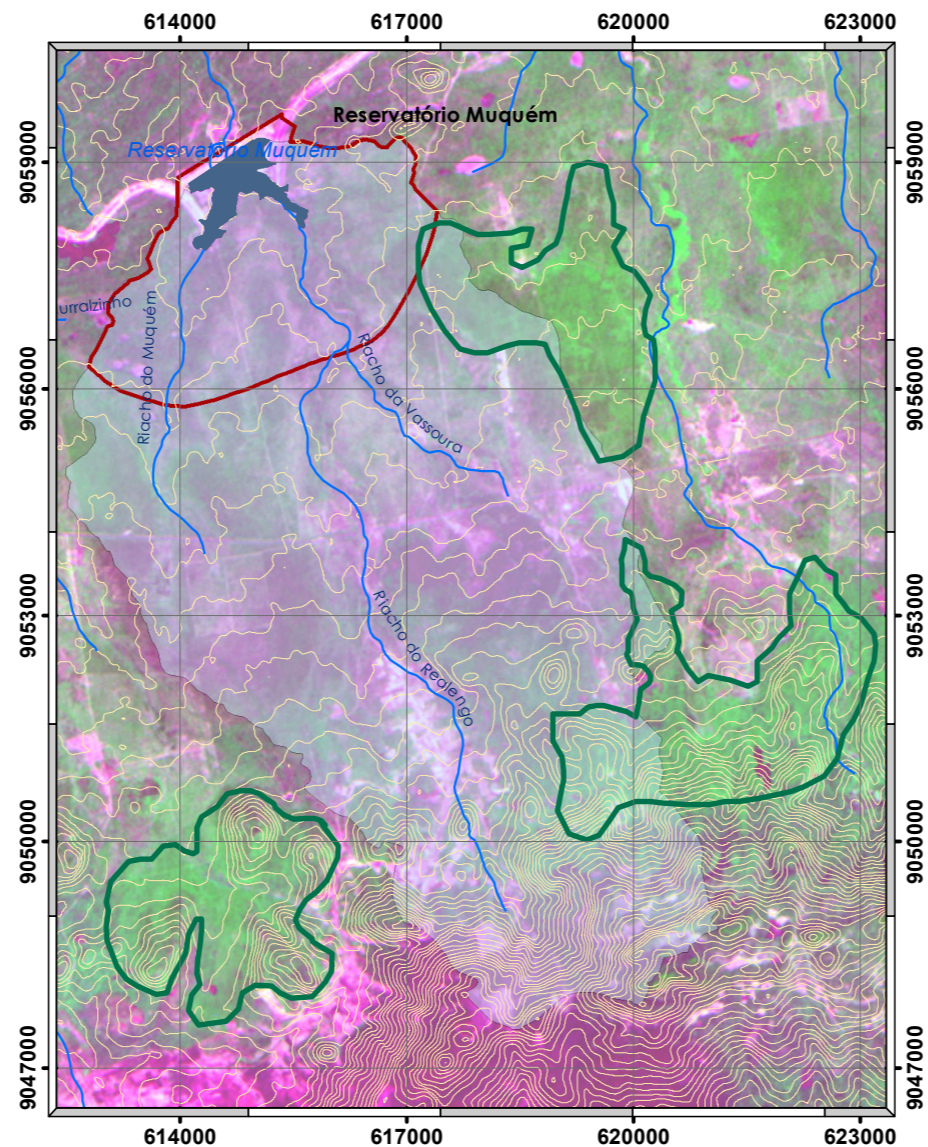 614000 617000 620000 623000
Reservatório Muquém
Reservatório Muquém
9059000 9059000
urralzinho
Riacho do Muquém
Riacho da Vassoura
9056000 9056000
Riacho do Realengo
9053000 9053000
9050000 9050000
9047000 9047000
614000 617000 620000 623000